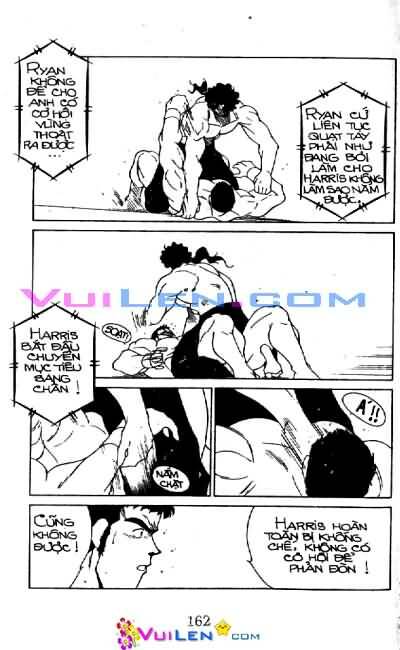 RYAN
KHÔNG
ĐỂ CHO
ANH CÓ
CƠ HỘI
VÙNG
THOÁT
RA ĐƯỢC
...
RYAN CỨ
LIÊN TỤC
QUẠT TAY
PHẢI NHƯ
ĐANG BƠI
LÀM CHO
HARRIS KHÔNG
LÀM SAO NẮM
ĐƯỢC.
VUILEN.COM
HARRIS
BẮT ĐẦU
CHUYỂN
MỤC TIÊU
SANG
CHÂN !
SOẠT!
NẮM
CHẶT
Á!!
CŨNG
KHÔNG
ĐƯỢC!
HARRIS HOÀN
TOÀN BỊ KHỐNG
CHẾ, KHÔNG CÓ
CƠ HỘI ĐỂ
PHẢN ĐÒN !
162
VUILEN.COM